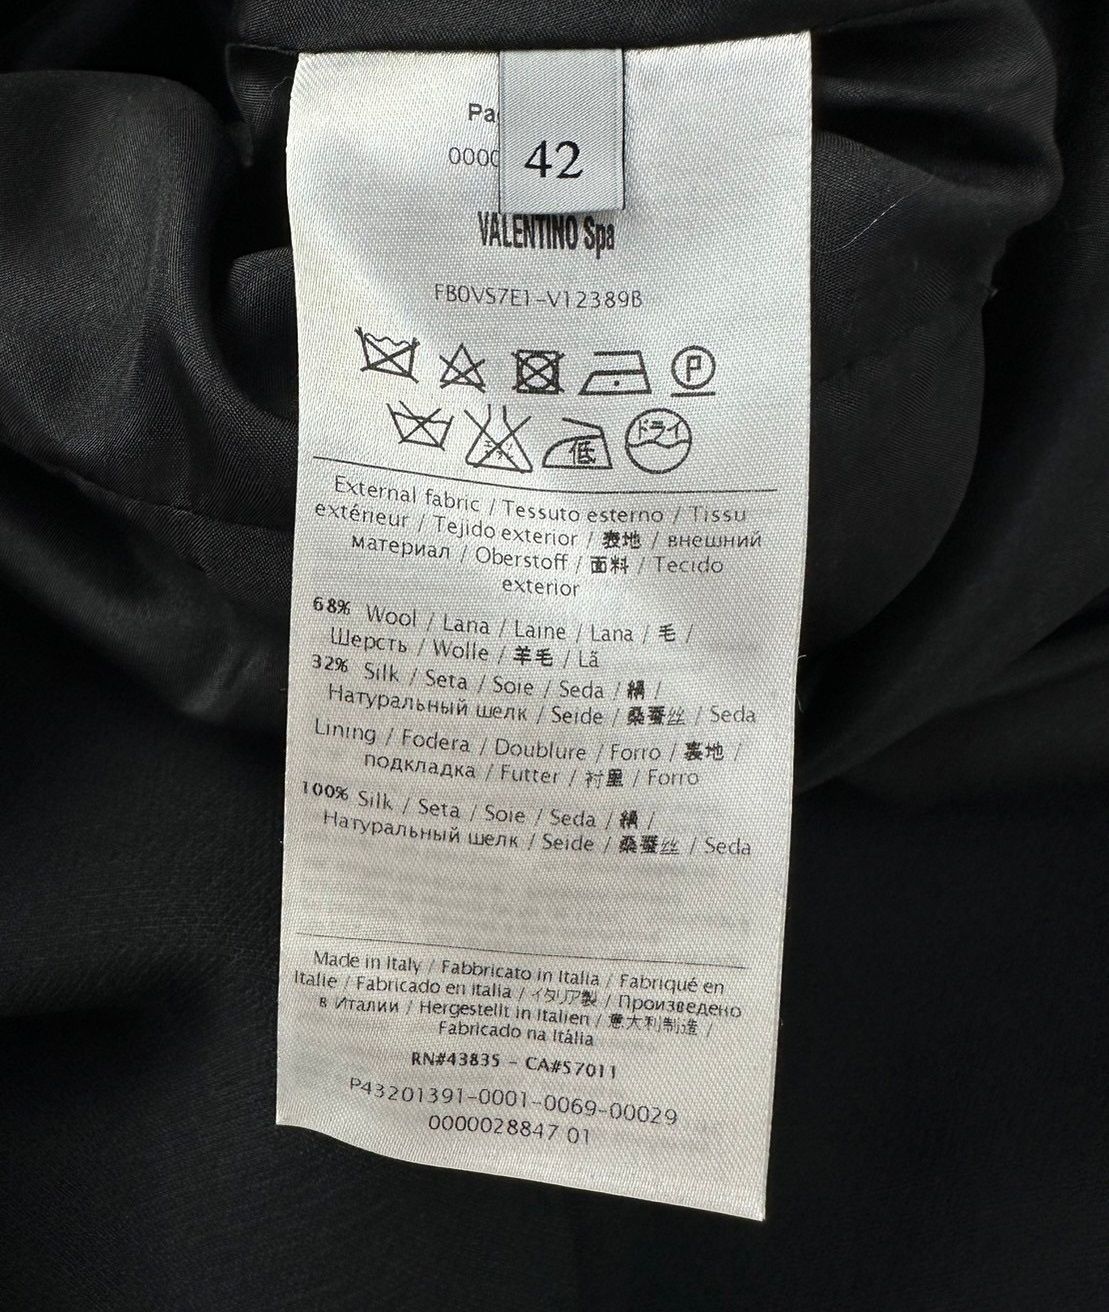 42
VALENTINO Spa
FB0VS7E1-V12389B
P
ドライ
低
External fabric / Tessuto esterno / Tissu
extérieur / Tejido exterior / 表地 / внешний
материал / Oberstoff / 面料 / Tecido
exterior
68% Wool / Lana / Laine / Lana / 毛 /
Шерсть / Wolle / 羊毛 / Lã
32% Silk / Seta / Soie / Seda / 絹 /
Натуральный шелк / Seide / 桑蚕丝 / Seda
Lining / Fodera / Doublure / Forro / 裏地 /
подкладка / Futter / 衬里 / Forro
100% Silk / Seta / Soie / Seda / 絹 /
Натуральный шелк / Seide / 桑蚕丝 / Seda
Made in Italy / Fabbricato in Italia / Fabriqué en
Italie / Fabricado en Italia / イタリア製 / Произведено
в Италии / Hergestellt in Italien / 意大利制造 /
Fabricado na Itália
RN#43835 - CA#57011
P43201391-0001-0069-00029
0000028847 01